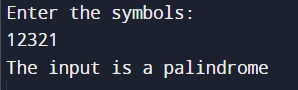 Enter the symbols:
12321
The input is a palindrome